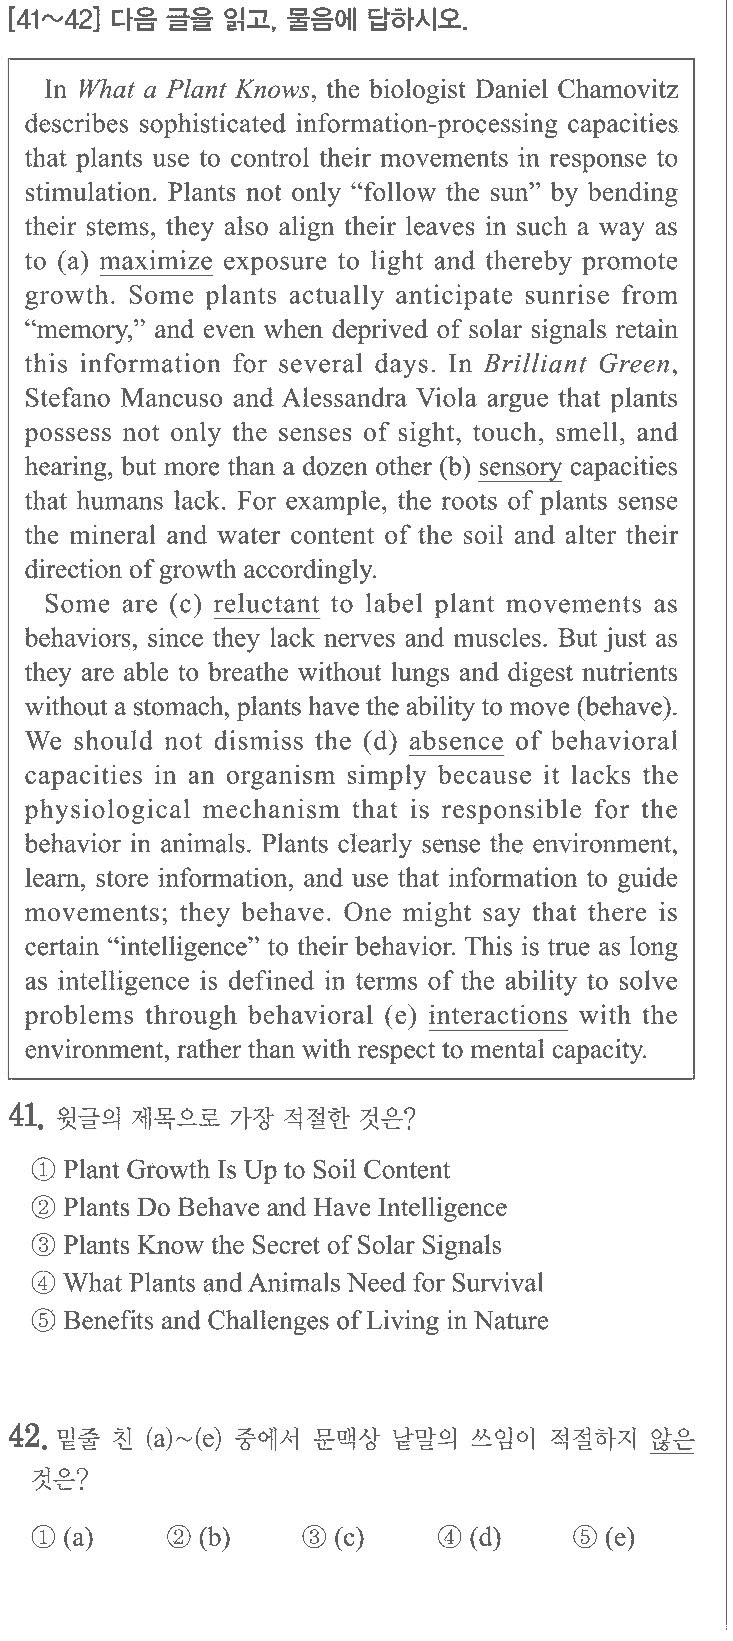 [41~42] 다음 글을 읽고, 물음에 답하시오.
In What a Plant Knows, the biologist Daniel Chamovitz
describes sophisticated information-processing capacities
that plants use to control their movements in response to
stimulation. Plants not only “follow the sun” by bending
their stems, they also align their leaves in such a way as
to (a) maximize exposure to light and thereby promote
growth. Some plants actually anticipate sunrise from
“memory,” and even when deprived of solar signals retain
this information for several days. In Brilliant Green,
Stefano Mancuso and Alessandra Viola argue that plants
possess not only the senses of sight, touch, smell, and
hearing, but more than a dozen other (b) sensory capacities
that humans lack. For example, the roots of plants sense
the mineral and water content of the soil and alter their
direction of growth accordingly.
Some are (c) reluctant to label plant movements as
behaviors, since they lack nerves and muscles. But just as
they are able to breathe without lungs and digest nutrients
without a stomach, plants have the ability to move (behave).
We should not dismiss the (d) absence of behavioral
capacities in an organism simply because it lacks the
physiological mechanism that is responsible for the
behavior in animals. Plants clearly sense the environment,
learn, store information, and use that information to guide
movements; they behave. One might say that there is
certain “intelligence” to their behavior. This is true as long
as intelligence is defined in terms of the ability to solve
problems through behavioral (e) interactions with the
environment, rather than with respect to mental capacity.
41. 윗글의 제목으로 가장 적절한 것은?
① Plant Growth Is Up to Soil Content
② Plants Do Behave and Have Intelligence
③ Plants Know the Secret of Solar Signals
④ What Plants and Animals Need for Survival
⑤ Benefits and Challenges of Living in Nature
42. 밑줄 친 (a)~(e) 중에서 문맥상 낱말의 쓰임이 적절하지 않은
것은?
① (a) ② (b) ③ (c) ④ (d) ⑤ (e)